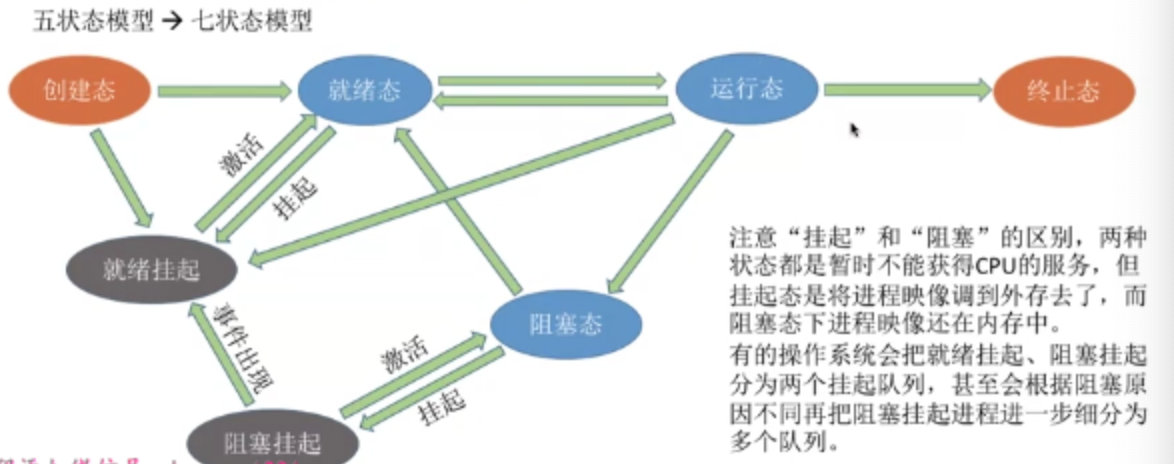 五状态模型 → 七状态模型
创建态
就绪态
运行态
终止态
激活
挂起
就绪挂起
事件出现
阻塞态
激活
挂起
阻塞挂起
注意“挂起”和“阻塞”的区别，两种
状态都是暂时不能获得CPU的服务，但
挂起态是将进程映像调到外存去了，而
阻塞态下进程映像还在内存中。
有的操作系统会把就绪挂起、阻塞挂起
分为两个挂起队列，甚至会根据阻塞原
因不同再把阻塞挂起进程进一步细分为
多个队列。